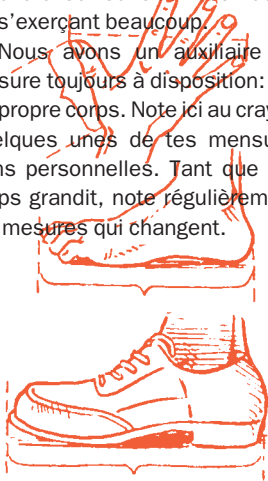 s’exerçant beaucoup.
Nous avons un auxiliaire
sure toujours à disposition:
propre corps. Note ici au cray
elques unes de tes mensu
ns personnelles. Tant que
ps grandit, note régulièrem
mesures qui changent.